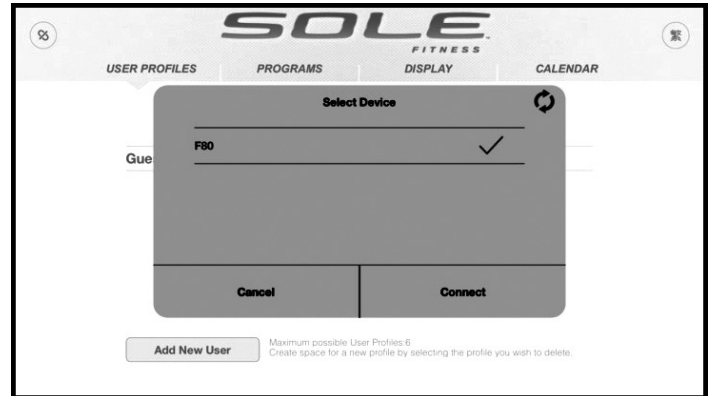 SOLE
FITNESS
繁
USER PROFILES PROGRAMS DISPLAY CALENDAR
Select Device
F80
Gue
Cancel Connect
Add New User
Maximum possible User Profiles:6
Create space for a new profile by selecting the profile you wish to delete.